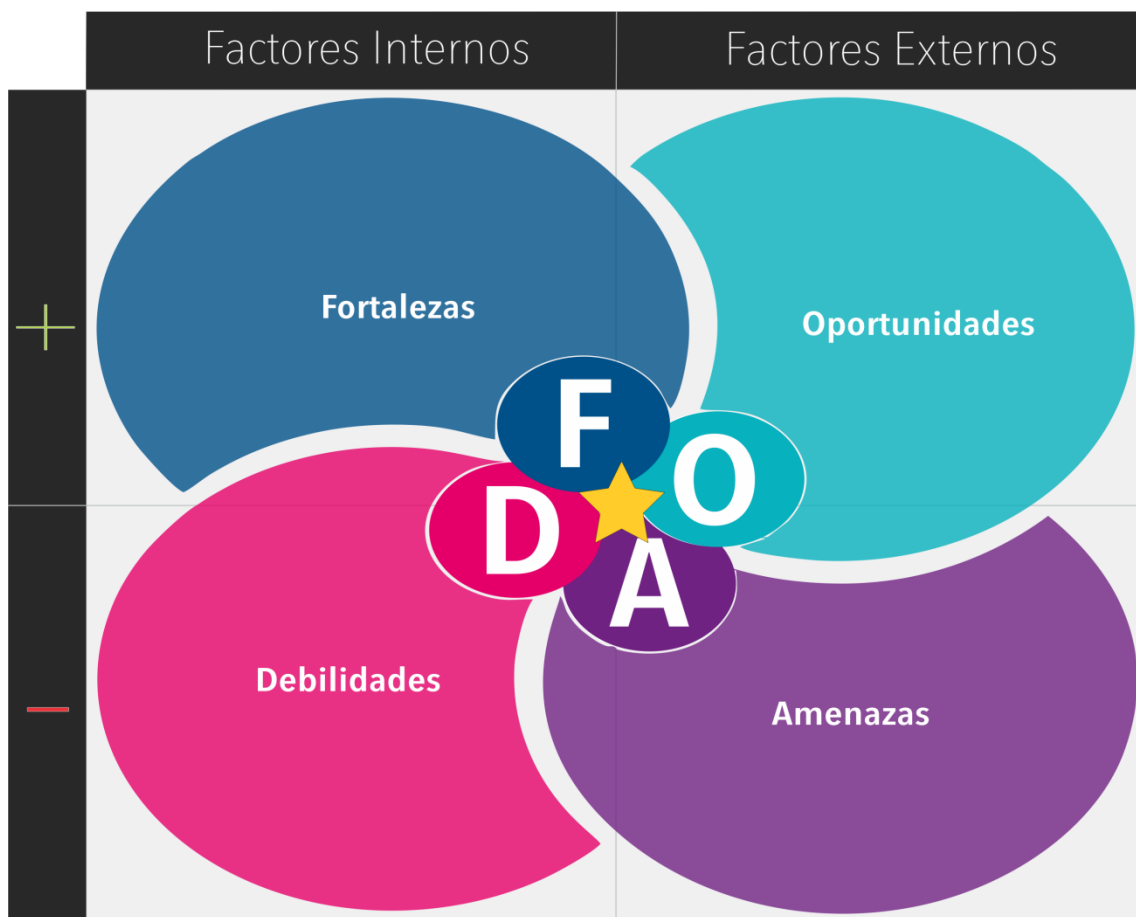 Factores Internos
Factores Externos
+
Fortalezas
Oportunidades
F
O
D
A
Debilidades
Amenazas
−